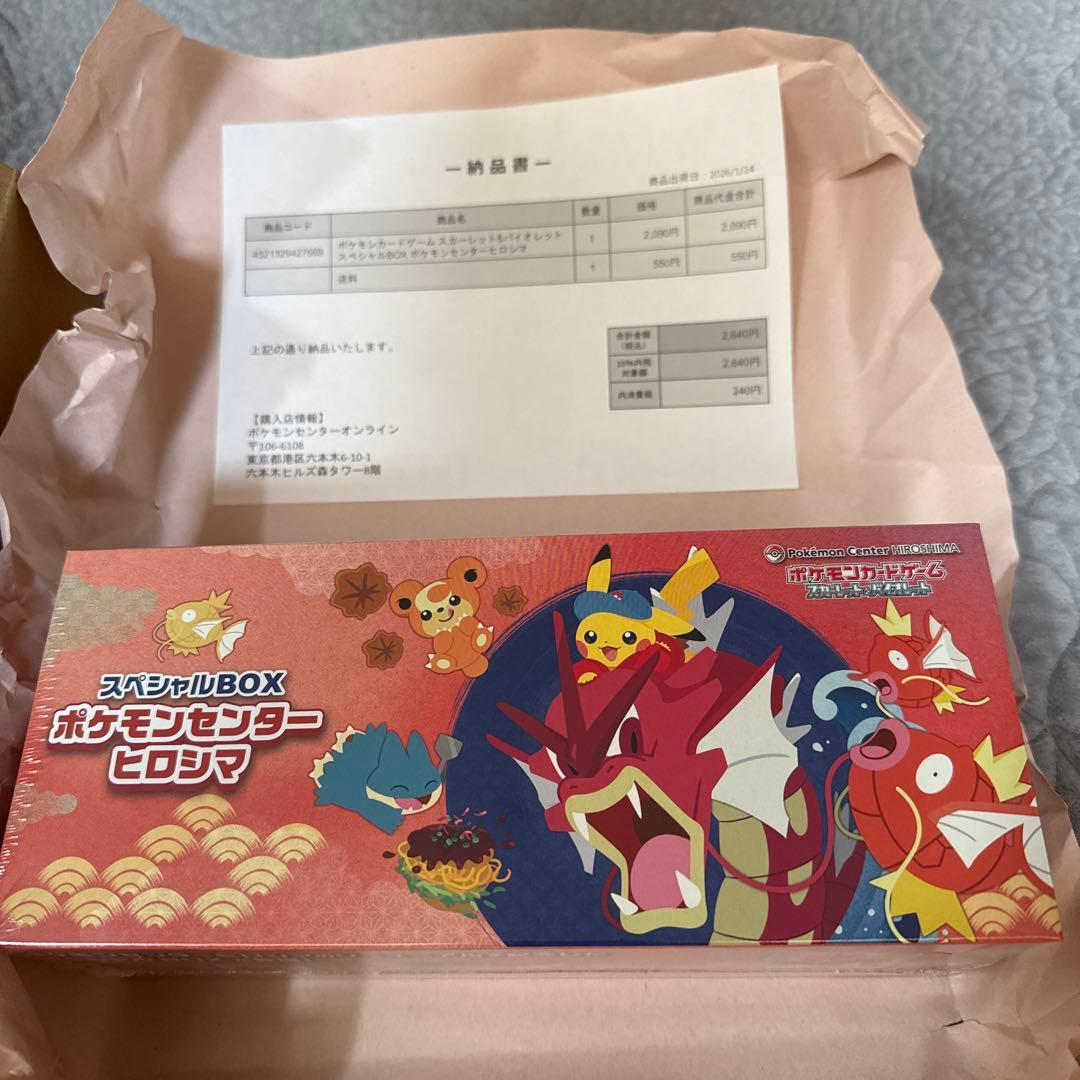 ー納品書ー
商品出荷日：2026/1/24
商品コード 商品名 数量 価格 商品代金合計
4521329427669 ポケモンカードゲーム スカーレット&バイオレット 1 2,090円 2,090円
スペシャルBOX ポケモンセンターヒロシマ
送料 1 550円 550円
合計金額 2,640円
(税込)
10%内税 2,640円
対象額
内消費税 240円
上記の通り納品いたします。
【購入店情報】
ポケモンセンターオンライン
〒106-6108
東京都港区六本木6-10-1
六本木ヒルズ森タワー8階
Pokémon Center HIROSHIMA
ポケモンカードゲーム
スカーレット&バイオレット
スペシャルBOX
ポケモンセンター
ヒロシマ